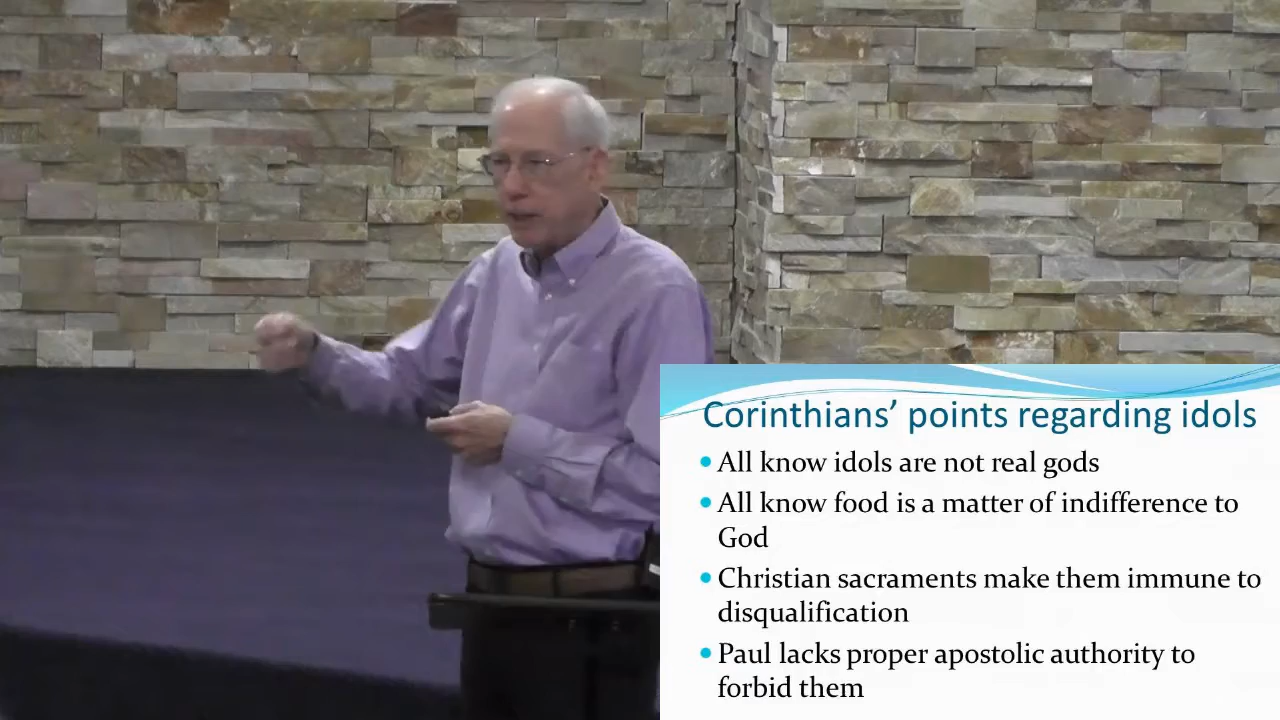 Corinthians’ points regarding idols
• All know idols are not real gods
• All know food is a matter of indifference to
God
• Christian sacraments make them immune to
disqualification
• Paul lacks proper apostolic authority to
forbid them